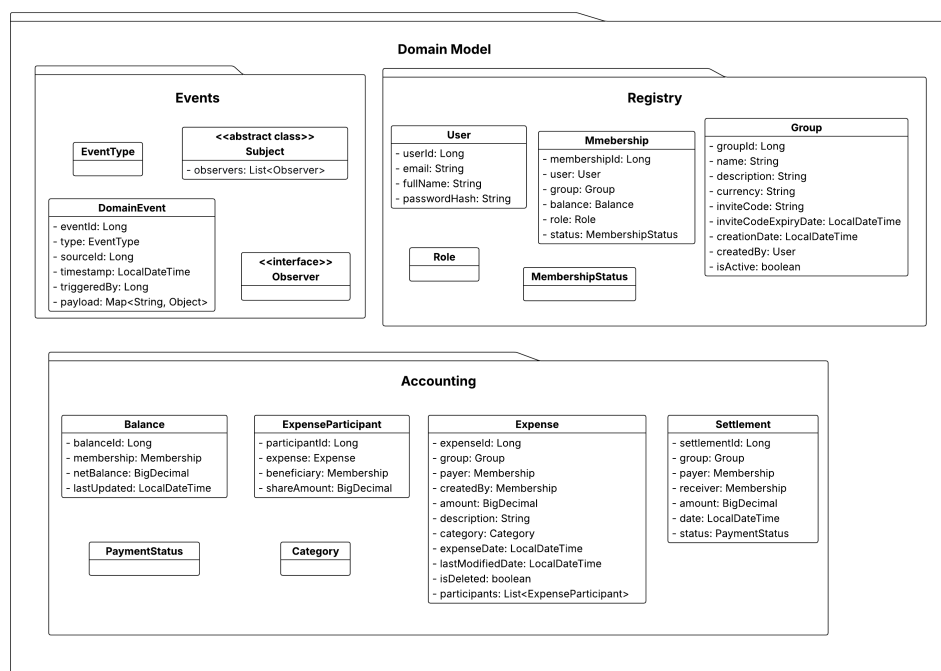 Domain Model
Events
EventType
<<abstract class>>
Subject
- observers: List<Observer>
DomainEvent
- eventId: Long
- type: EventType
- sourceId: Long
- timestamp: LocalDateTime
- triggeredBy: Long
- payload: Map<String, Object>
<<interface>>
Observer
Registry
User
- userId: Long
- email: String
- fullName: String
- passwordHash: String
Mmebership
- membershipId: Long
- user: User
- group: Group
- balance: Balance
- role: Role
- status: MembershipStatus
Group
- groupId: Long
- name: String
- description: String
- currency: String
- inviteCode: String
- inviteCodeExpiryDate: LocalDateTime
- creationDate: LocalDateTime
- createdBy: User
- isActive: boolean
Role
MembershipStatus
Accounting
Balance
- balanceId: Long
- membership: Membership
- netBalance: BigDecimal
- lastUpdated: LocalDateTime
ExpenseParticipant
- participantId: Long
- expense: Expense
- beneficiary: Membership
- shareAmount: BigDecimal
Expense
- expenseId: Long
- group: Group
- payer: Membership
- createdBy: Membership
- amount: BigDecimal
- description: String
- category: Category
- expenseDate: LocalDateTime
- lastModifiedDate: LocalDateTime
- isDeleted: boolean
- participants: List<ExpenseParticipant>
Settlement
- settlementId: Long
- group: Group
- payer: Membership
- receiver: Membership
- amount: BigDecimal
- date: LocalDateTime
- status: PaymentStatus
PaymentStatus
Category